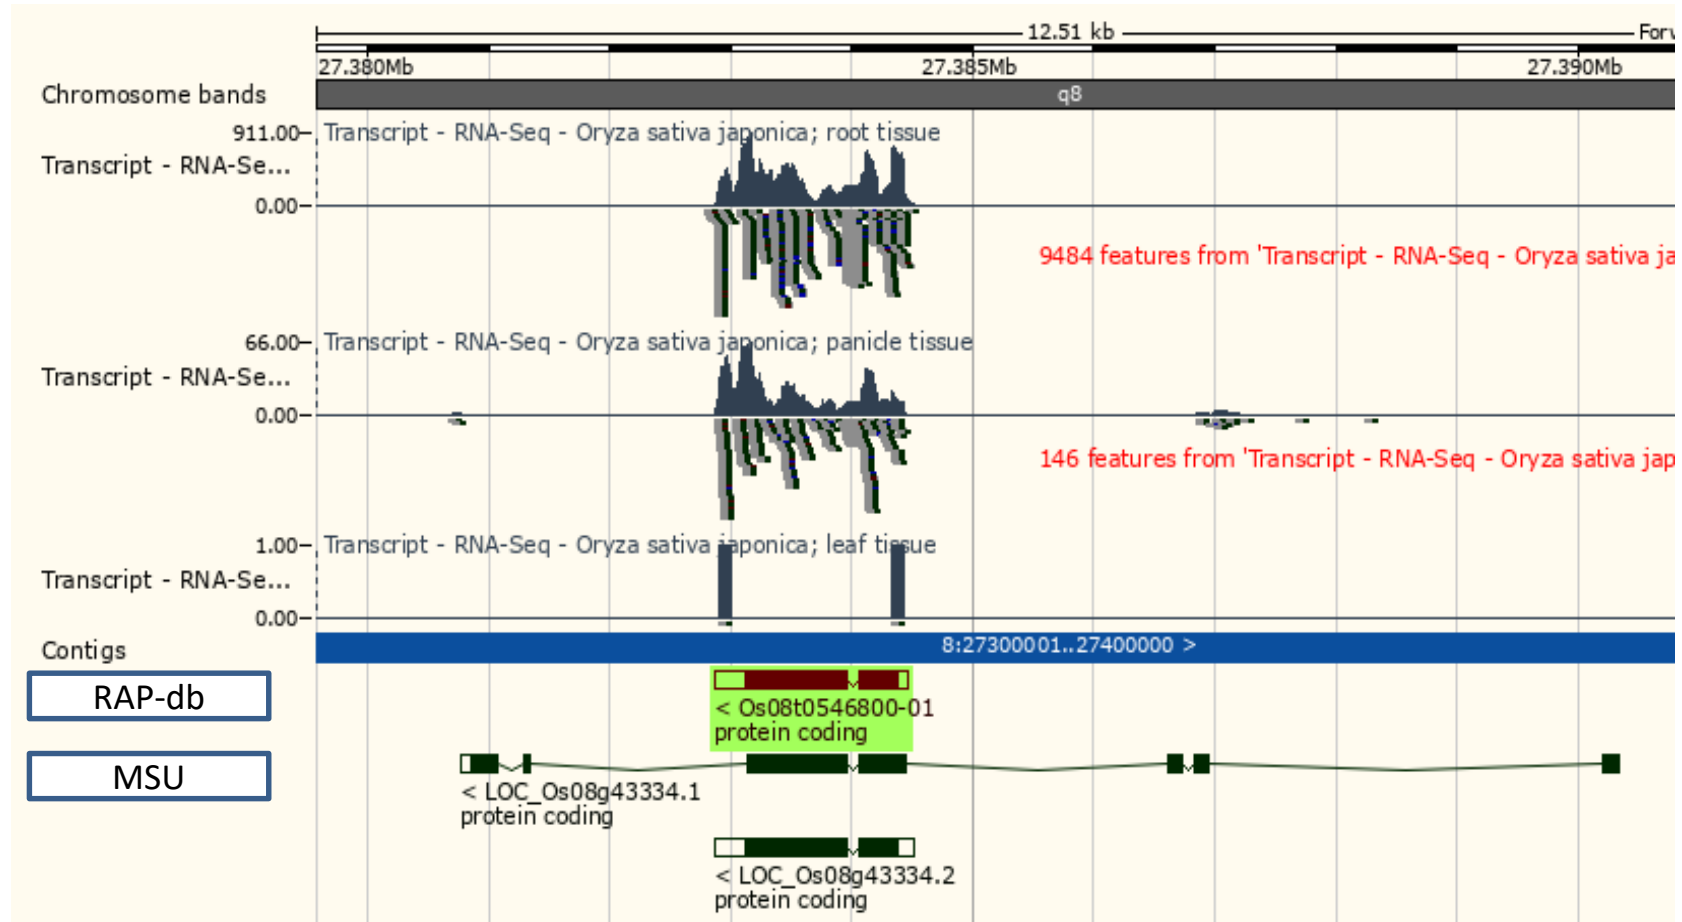 12.51 kb
Forw
27.380Mb 27.385Mb 27.390Mb
Chromosome bands
q8
911.00
Transcript - RNA-Seq - Oryza sativa japonica; root tissue
Transcript - RNA-Se...
0.00
9484 features from 'Transcript - RNA-Seq - Oryza sativa ja
66.00
Transcript - RNA-Seq - Oryza sativa japonica; panicle tissue
Transcript - RNA-Se...
0.00
146 features from 'Transcript - RNA-Seq - Oryza sativa jap
1.00
Transcript - RNA-Seq - Oryza sativa japonica; leaf tissue
Transcript - RNA-Se...
0.00
Contigs
8:27300001..27400000 >
RAP-db
< Os08t0546800-01
protein coding
MSU
< LOC_Os08g43334.1
protein coding
< LOC_Os08g43334.2
protein coding